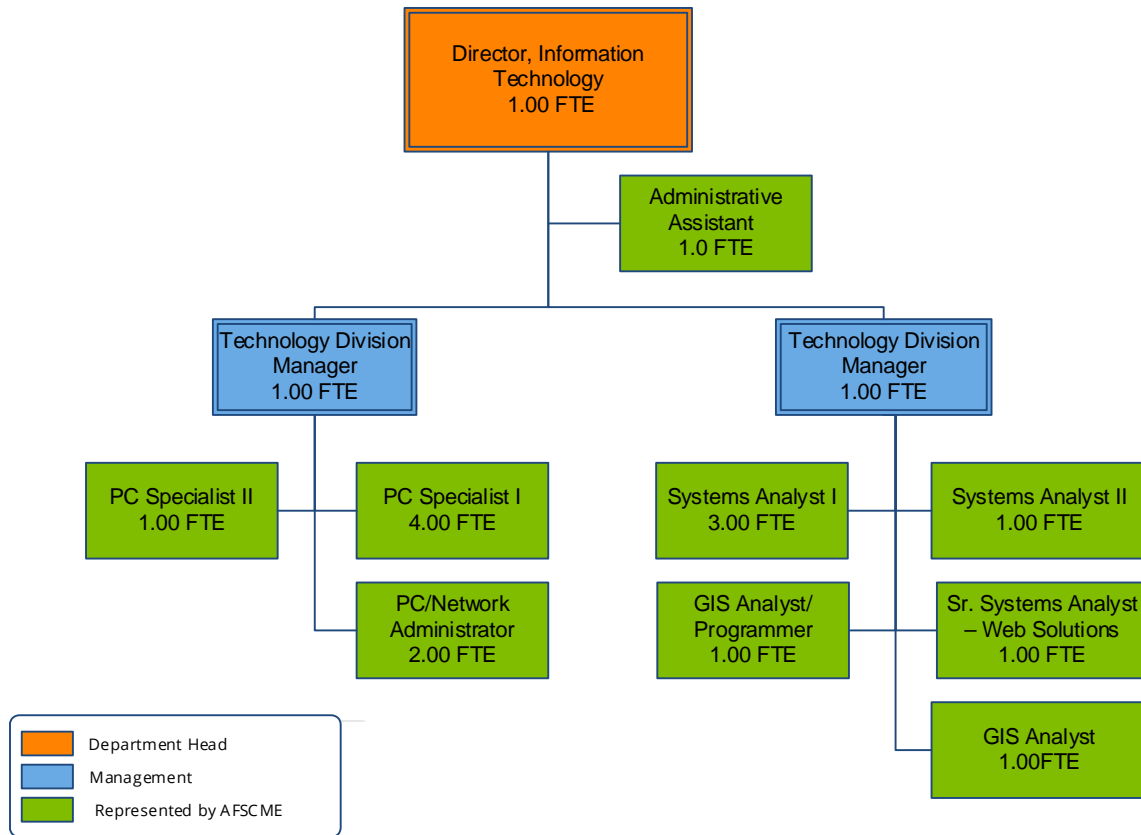 Director, Information
Technology
1.00 FTE
Administrative
Assistant
1.0 FTE
Technology Division
Manager
1.00 FTE
Technology Division
Manager
1.00 FTE
PC Specialist II
1.00 FTE
PC Specialist I
4.00 FTE
Systems Analyst I
3.00 FTE
Systems Analyst II
1.00 FTE
PC/Network
Administrator
2.00 FTE
GIS Analyst/
Programmer
1.00 FTE
Sr. Systems Analyst
– Web Solutions
1.00 FTE
GIS Analyst
1.00FTE
Department Head
Management
Represented by AFSCME